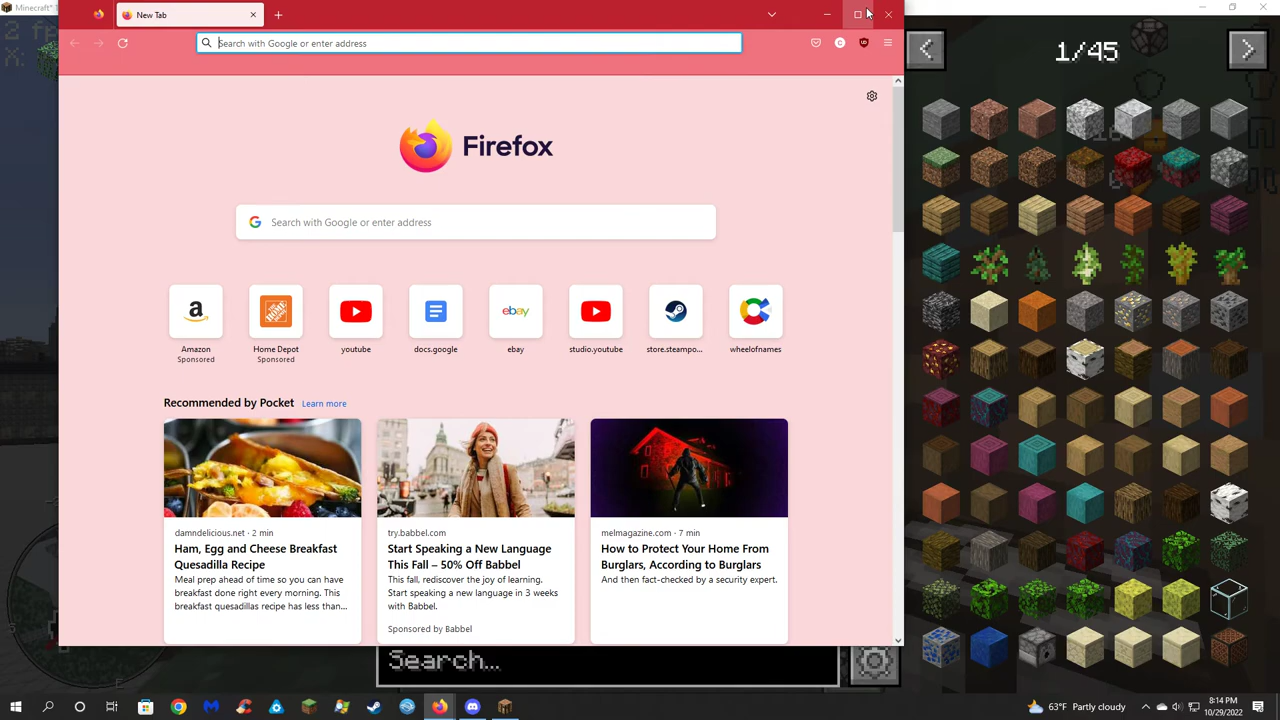 Minecraft*
New Tab
Search with Google or enter address
1/45
Firefox
Search with Google or enter address
Amazon
Sponsored
Home Depot
Sponsored
youtube
docs.google
ebay
studio.youtube
store.steampo...
wheelofnames
Recommended by Pocket Learn more
damndelicious.net · 2 min
Ham, Egg and Cheese Breakfast
Quesadilla Recipe
Meal prep ahead of time so you can have
breakfast done right every morning. This
breakfast quesadillas recipe has less than...
try.babbel.com
Start Speaking a New Language
This Fall – 50% Off Babbel
This fall, rediscover the joy of learning.
Start speaking a new language in 3 weeks
with Babbel.
Sponsored by Babbel
melmagazine.com · 7 min
How to Protect Your Home From
Burglars, According to Burglars
And then fact-checked by a security expert.
Search...
E
63°F Partly cloudy
8:14 PM
10/29/2022